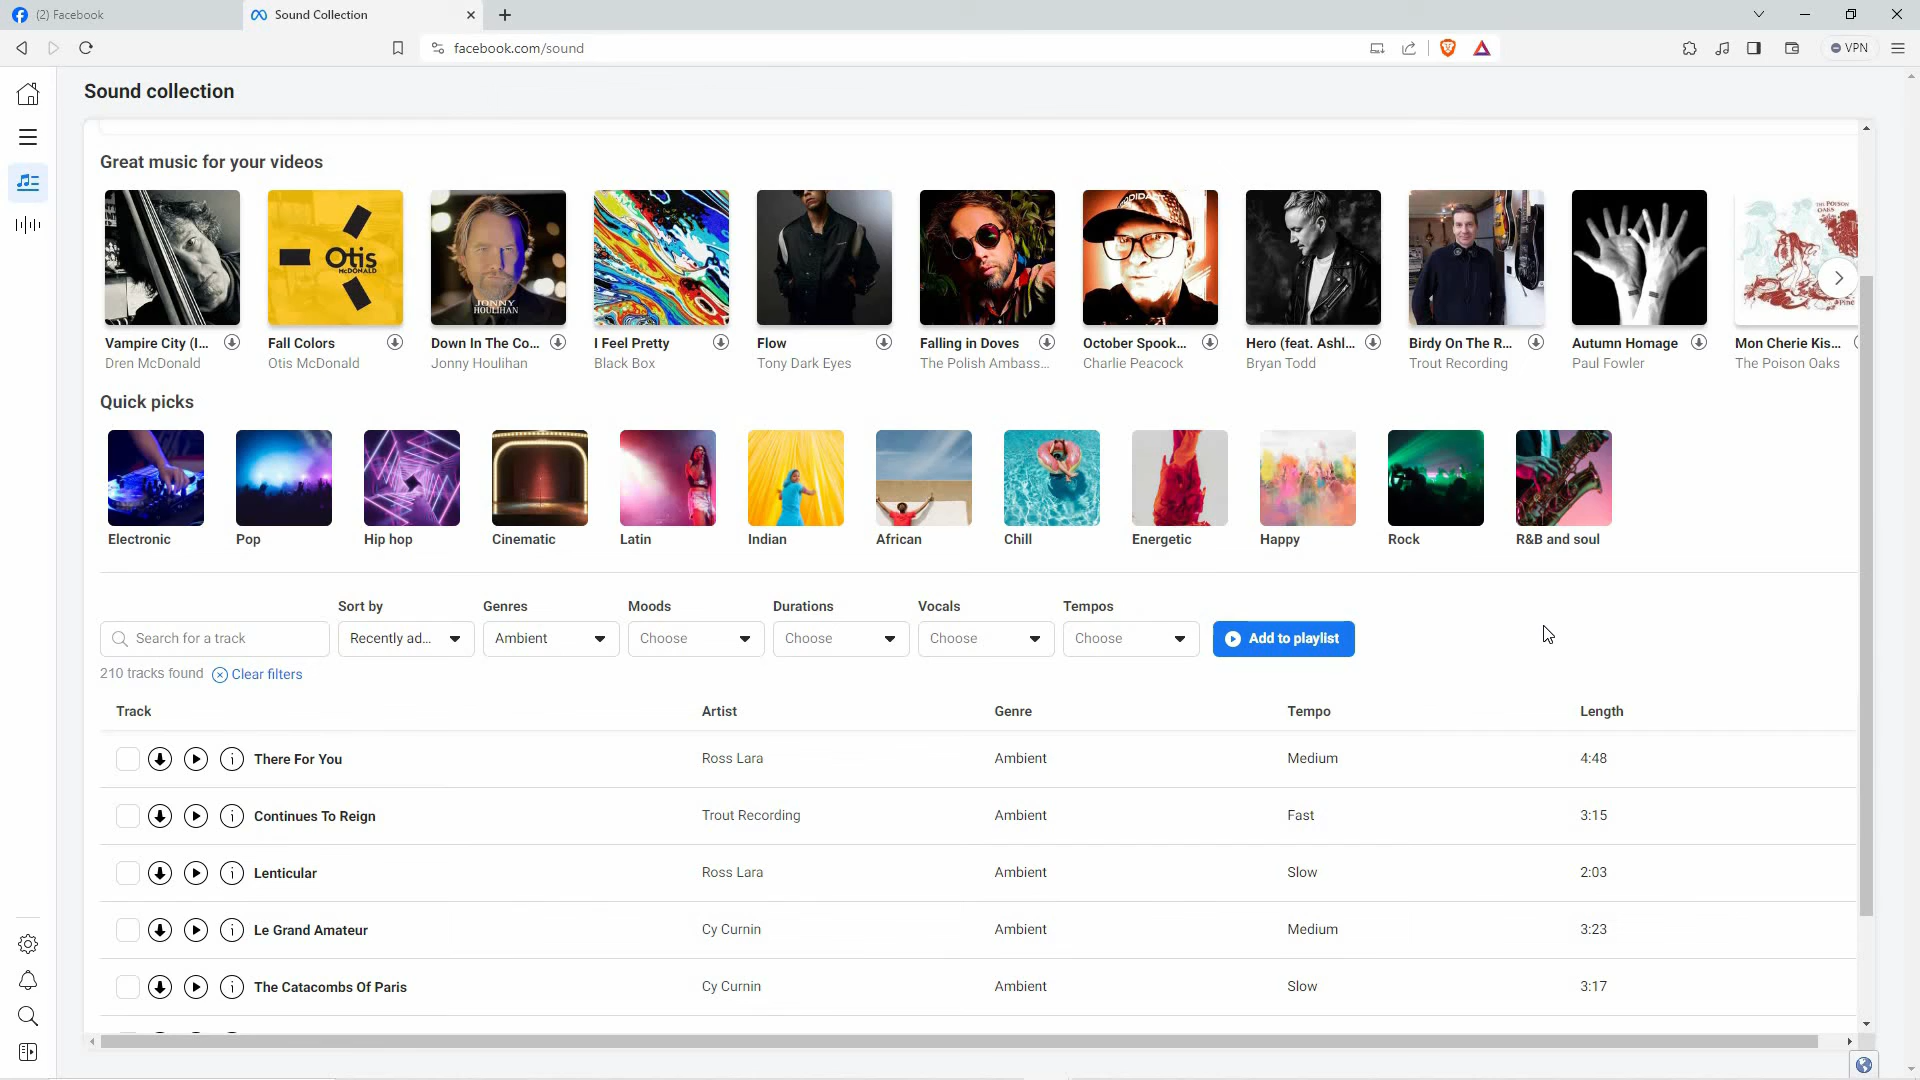 (2) Facebook
Sound Collection
facebook.com/sound
VPN
Sound collection
Great music for your videos
Otis
McDONALD
JONNY
HOULIHAN
THE POISON
OAKS
Vampire City (I...
Fall Colors
Down In The Co...
I Feel Pretty
Flow
Falling in Doves
October Spook...
Hero (feat. Ashl...
Birdy On The R...
Autumn Homage
Mon Cherie Kis...
Dren McDonald
Otis McDonald
Jonny Houlihan
Black Box
Tony Dark Eyes
The Polish Ambass...
Charlie Peacock
Bryan Todd
Trout Recording
Paul Fowler
The Poison Oaks
Quick picks
Electronic
Pop
Hip hop
Cinematic
Latin
Indian
African
Chill
Energetic
Happy
Rock
R&B and soul
Sort by
Genres
Moods
Durations
Vocals
Tempos
Search for a track
Recently ad...
Ambient
Choose
Choose
Choose
Choose
Add to playlist
210 tracks found
Clear filters
Track Artist Genre Tempo Length
There For You Ross Lara Ambient Medium 4:48
Continues To Reign Trout Recording Ambient Fast 3:15
Lenticular Ross Lara Ambient Slow 2:03
Le Grand Amateur Cy Curnin Ambient Medium 3:23
The Catacombs Of Paris Cy Curnin Ambient Slow 3:17